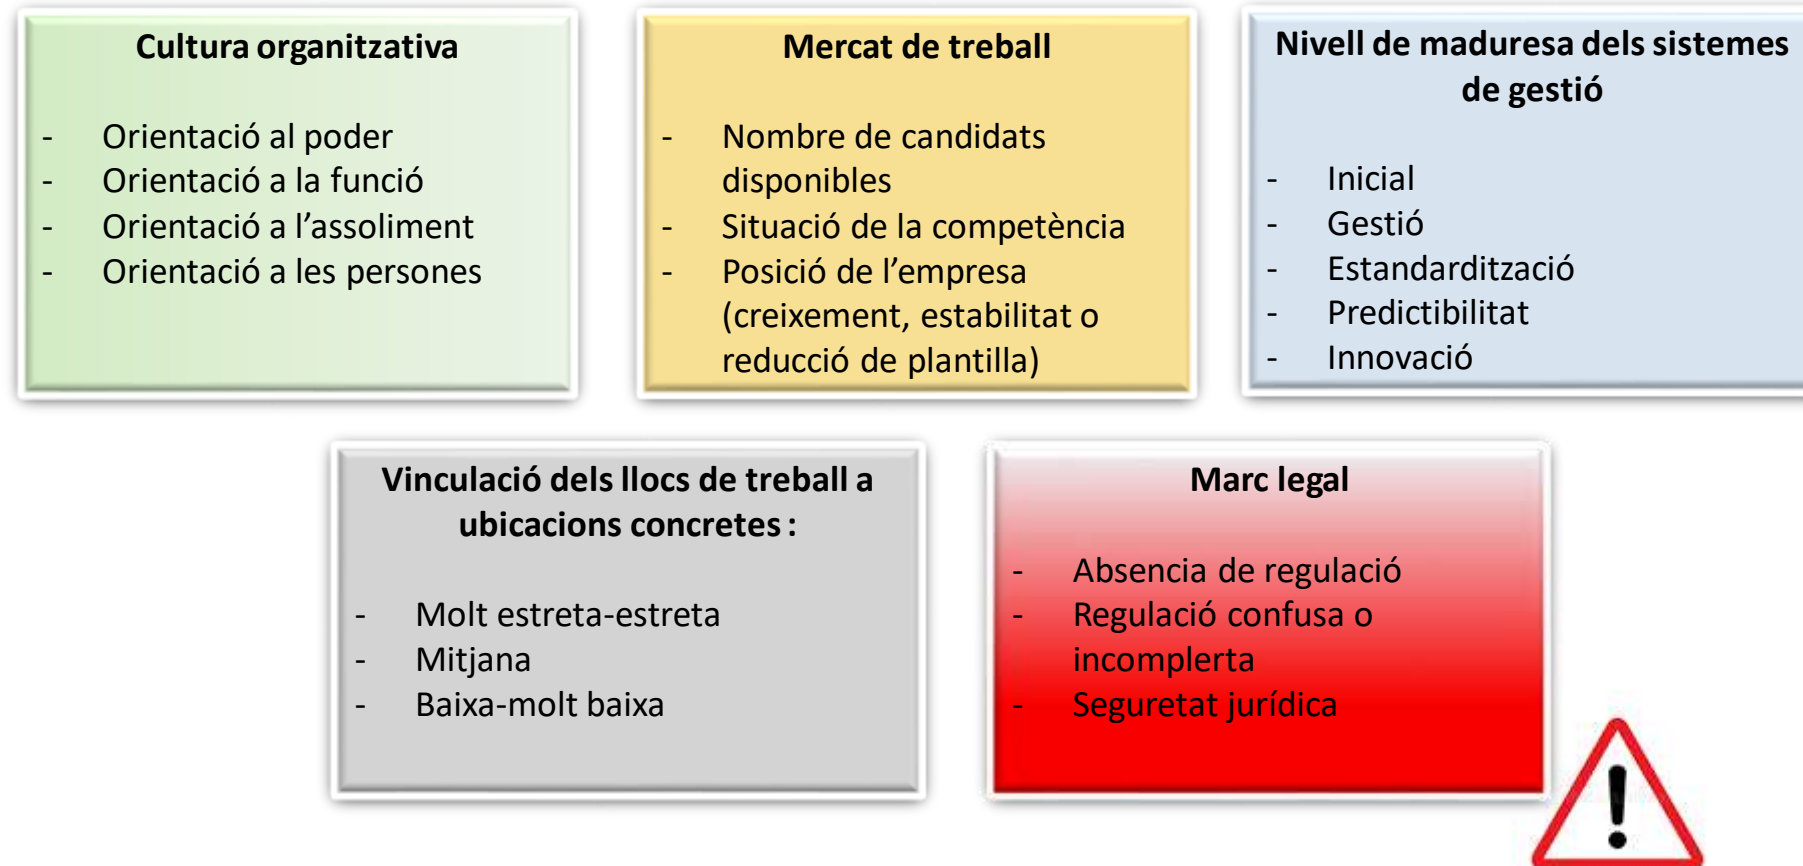 Cultura organitzativa
- Orientació al poder
- Orientació a la funció
- Orientació a l’assoliment
- Orientació a les persones
Mercat de treball
- Nombre de candidats
disponibles
- Situació de la competència
- Posició de l’empresa
(creixement, estabilitat o
reducció de plantilla)
Nivell de maduresa dels sistemes
de gestió
- Inicial
- Gestió
- Estandardització
- Predictibilitat
- Innovació
Vinculació dels llocs de treball a
ubicacions concretes :
- Molt estreta-estreta
- Mitjana
- Baixa-molt baixa
Marc legal
- Absencia de regulació
- Regulació confusa o
incomplerta
- Seguretat jurídica
!